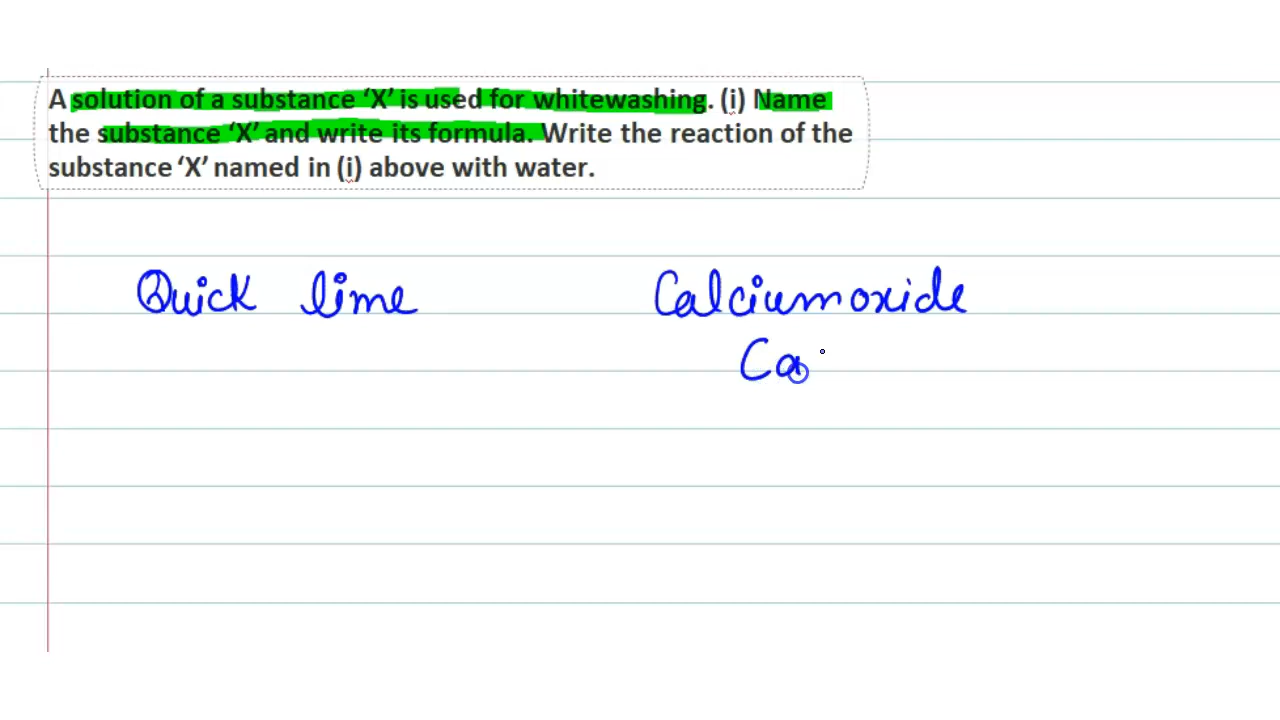 A solution of a substance ‘X’ is used for whitewashing. (i) Name
the substance ‘X’ and write its formula. Write the reaction of the
substance ‘X’ named in (i) above with water.
Quick lime Calciumoxide
Ca